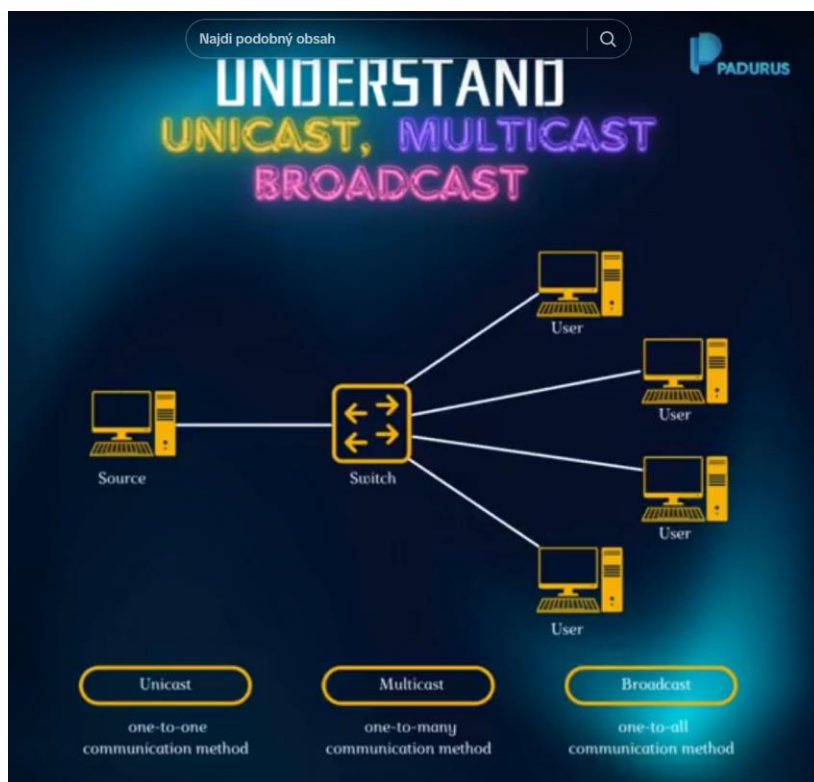 Najdi podobný obsah
PADURUS
UNDERSTAND
UNICAST, MULTICAST
BROADCAST
User
User
Source
Switch
User
User
Unicast
Multicast
Broadcast
one-to-one
communication method
one-to-many
communication method
one-to-all
communication method